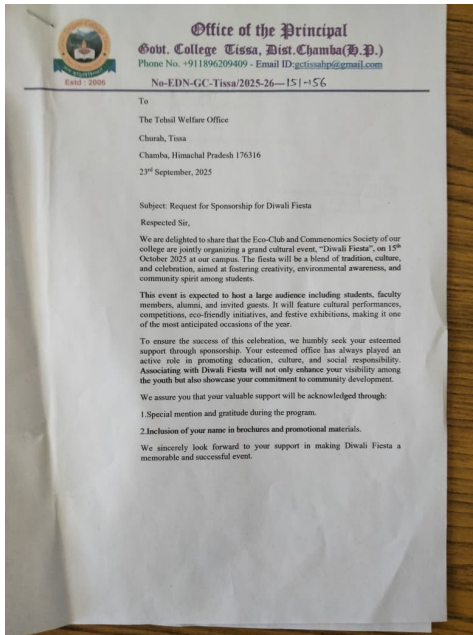 Office of the Principal
Govt. College Tissa, Dist.Chamba(H.P.)
Phone No. +911896209409 - Email ID:gctissahp@gmail.com
Estd : 2006
No-EDN-GC-Tissa/2025-26---151-156
To
The Tehsil Welfare Office
Churah, Tissa
Chamba, Himachal Pradesh 176316
23rd September, 2025
Subject: Request for Sponsorship for Diwali Fiesta
Respected Sir,
We are delighted to share that the Eco-Club and Commenomics Society of our
college are jointly organizing a grand cultural event, “Diwali Fiesta”, on 15th
October 2025 at our campus. The fiesta will be a blend of tradition, culture,
and celebration, aimed at fostering creativity, environmental awareness, and
community spirit among students.
This event is expected to host a large audience including students, faculty
members, alumni, and invited guests. It will feature cultural performances,
competitions, eco-friendly initiatives, and festive exhibitions, making it one
of the most anticipated occasions of the year.
To ensure the success of this celebration, we humbly seek your esteemed
support through sponsorship. Your esteemed office has always played an
active role in promoting education, culture, and social responsibility.
Associating with Diwali Fiesta will not only enhance your visibility among
the youth but also showcase your commitment to community development.
We assure you that your valuable support will be acknowledged through:
1.Special mention and gratitude during the program.
2.Inclusion of your name in brochures and promotional materials.
We sincerely look forward to your support in making Diwali Fiesta a
memorable and successful event.